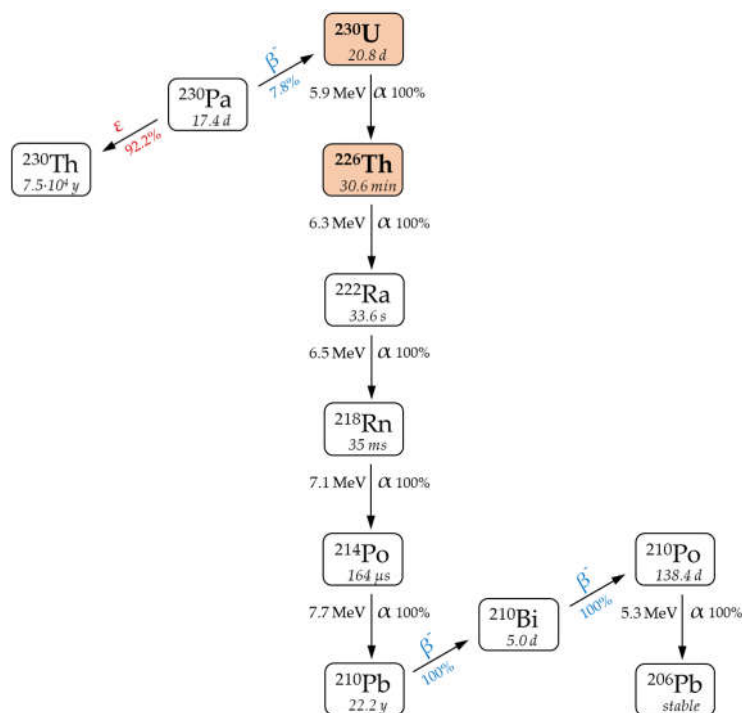 ²³⁰U
20.8 d
β⁻
7.8%
5.9 MeV α 100%
²³⁰Pa
17.4 d
ε
92.2%
²³⁰Th
7.5·10⁴ y
²²⁶Th
30.6 min
6.3 MeV α 100%
²²²Ra
33.6 s
6.5 MeV α 100%
²¹⁸Rn
35 ms
7.1 MeV α 100%
²¹⁴Po
164 µs
²¹⁰Po
138.4 d
β⁻
100%
7.7 MeV α 100%
²¹⁰Bi
5.0 d
5.3 MeV α 100%
β⁻
100%
²¹⁰Pb
22.2 y
²⁰⁶Pb
stable